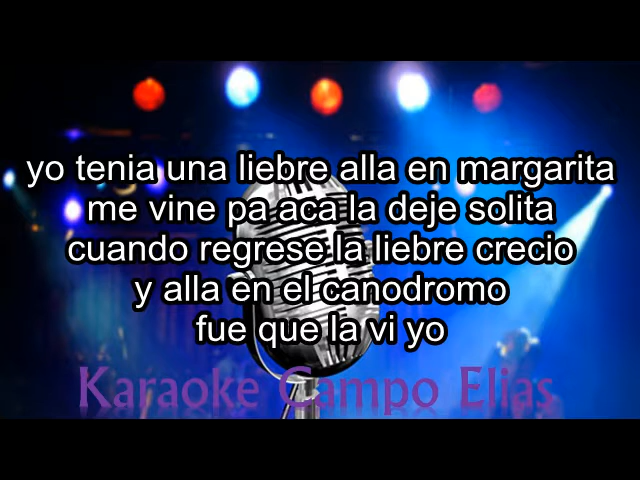 yo tenia una liebre alla en margarita
me vine pa aca la deje solita
cuando regrese la liebre crecio
y alla en el canodromo
fue que la vi yo
Karaoke Campo Elias